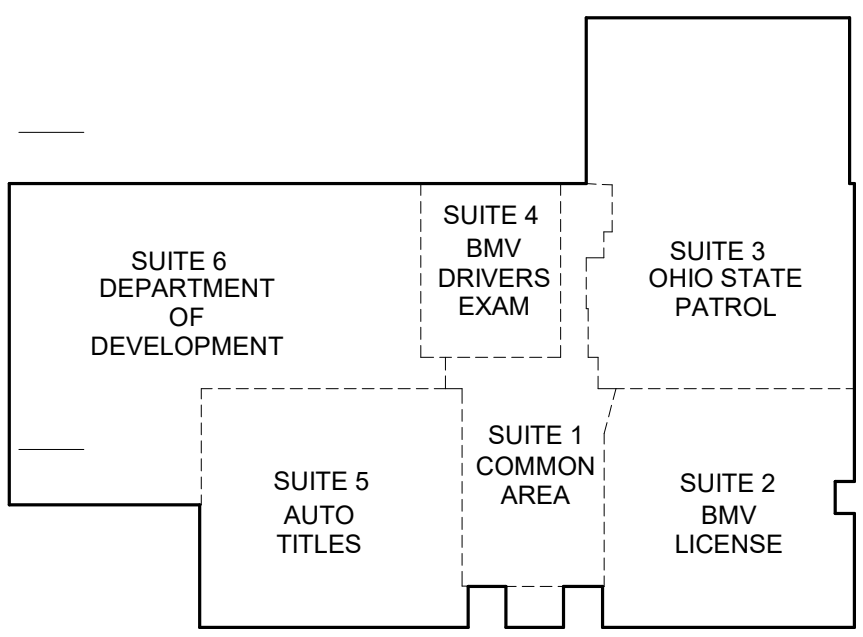 SUITE 4
BMV
DRIVERS
EXAM
SUITE 6
DEPARTMENT
OF
DEVELOPMENT
SUITE 3
OHIO STATE
PATROL
SUITE 1
COMMON
AREA
SUITE 5
AUTO
TITLES
SUITE 2
BMV
LICENSE